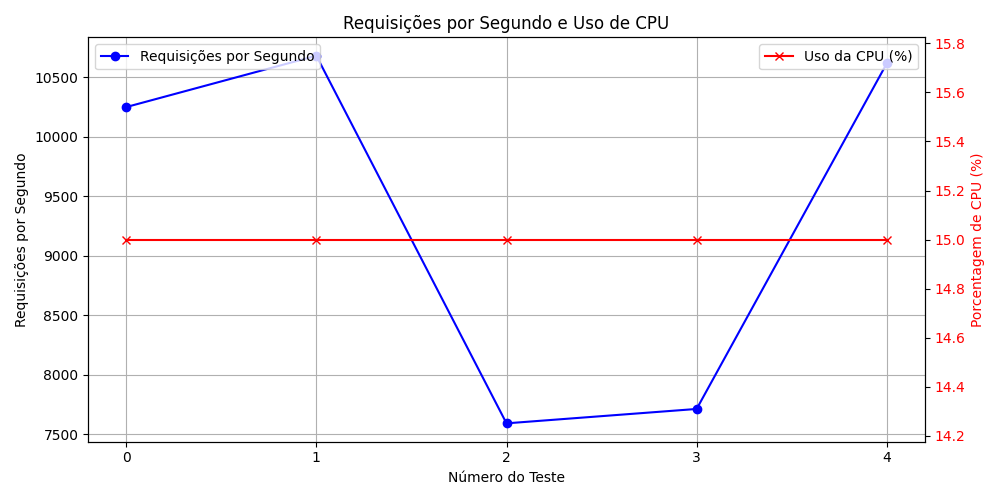 Requisições por Segundo e Uso de CPU
Requisições por Segundo
Uso da CPU (%)
10500
10000
9500
9000
8500
8000
7500
Requisições por Segundo
15.8
15.6
15.4
15.2
15.0
14.8
14.6
14.4
14.2
Porcentagem de CPU (%)
0 1 2 3 4
Número do Teste